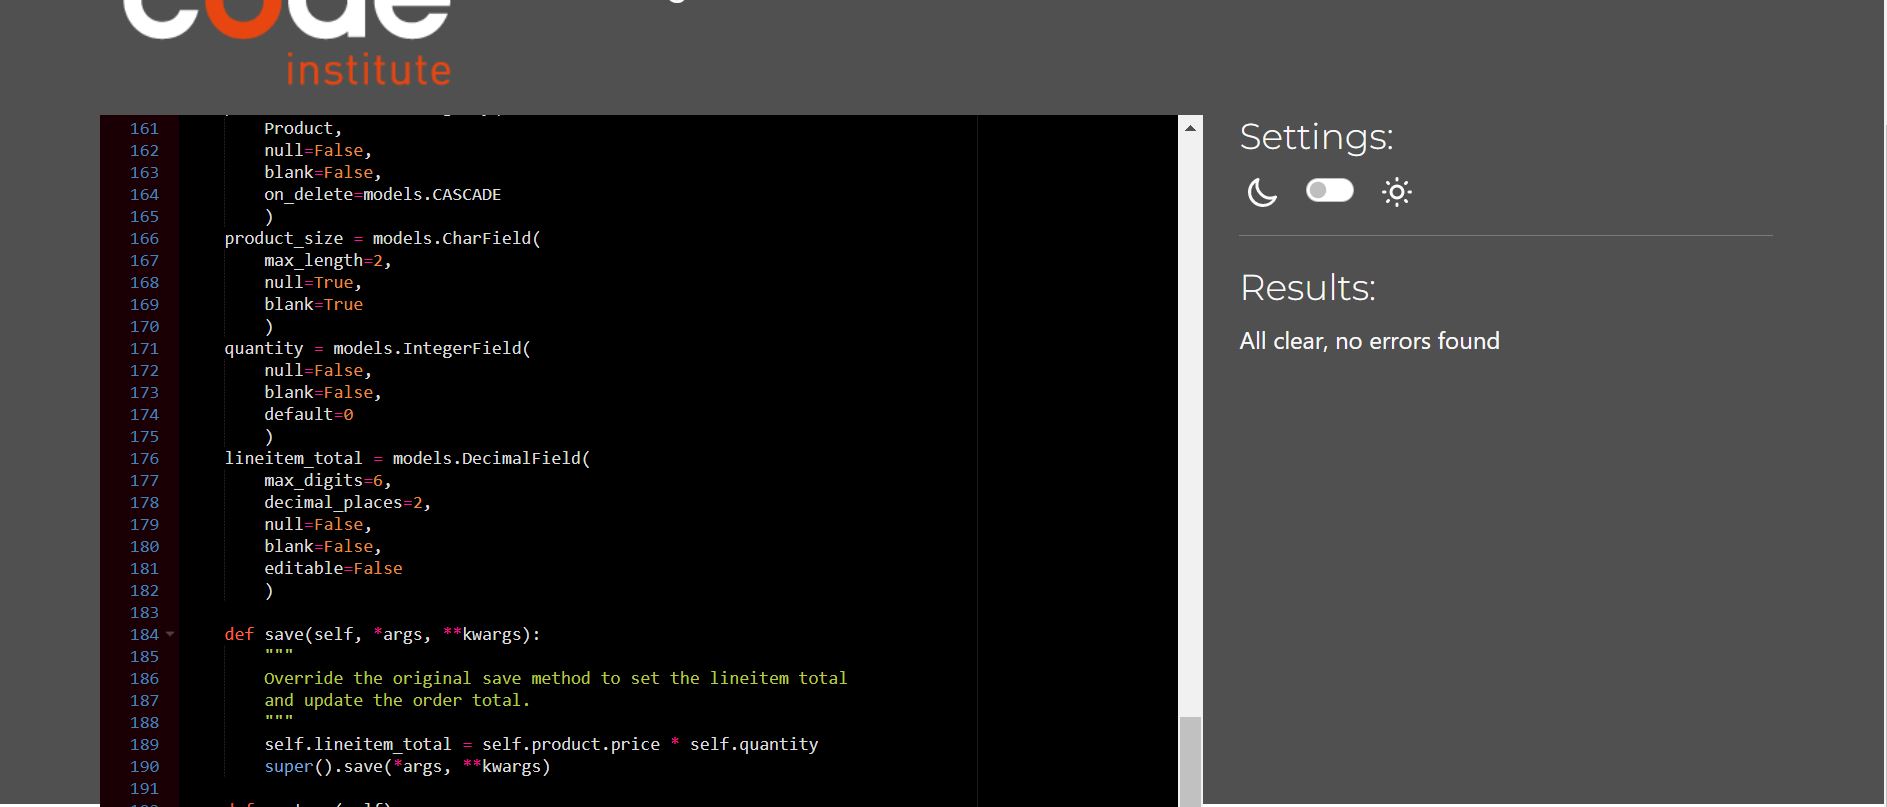 code
institute
161 Product,
162 null=False,
163 blank=False,
164 on_delete=models.CASCADE
165 )
166 product_size = models.CharField(
167 max_length=2,
168 null=True,
169 blank=True
170 )
171 quantity = models.IntegerField(
172 null=False,
173 blank=False,
174 default=0
175 )
176 lineitem_total = models.DecimalField(
177 max_digits=6,
178 decimal_places=2,
179 null=False,
180 blank=False,
181 editable=False
182 )
183
184 def save(self, *args, **kwargs):
185 """
186 Override the original save method to set the lineitem total
187 and update the order total.
188 """
189 self.lineitem_total = self.product.price * self.quantity
190 super().save(*args, **kwargs)
191
Settings:
Results:
All clear, no errors found